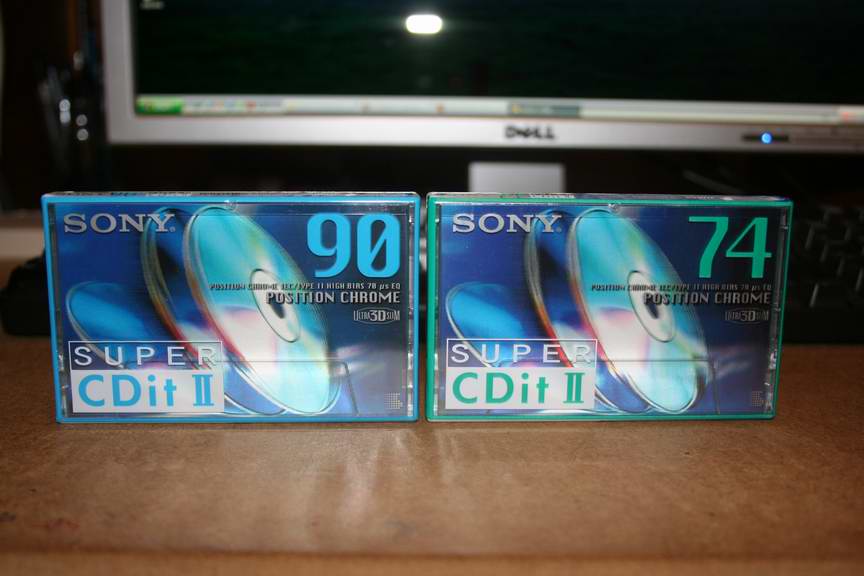 DELL
SONY
90
POSITION CHROME IEC/TYPE II HIGH BIAS 70 µs EQ
POSITION CHROME
ULTRA 3D SLIM
SUPER
CDit II
SONY
74
POSITION CHROME IEC/TYPE II HIGH BIAS 70 µs EQ
POSITION CHROME
ULTRA 3D SLIM
SUPER
CDit II